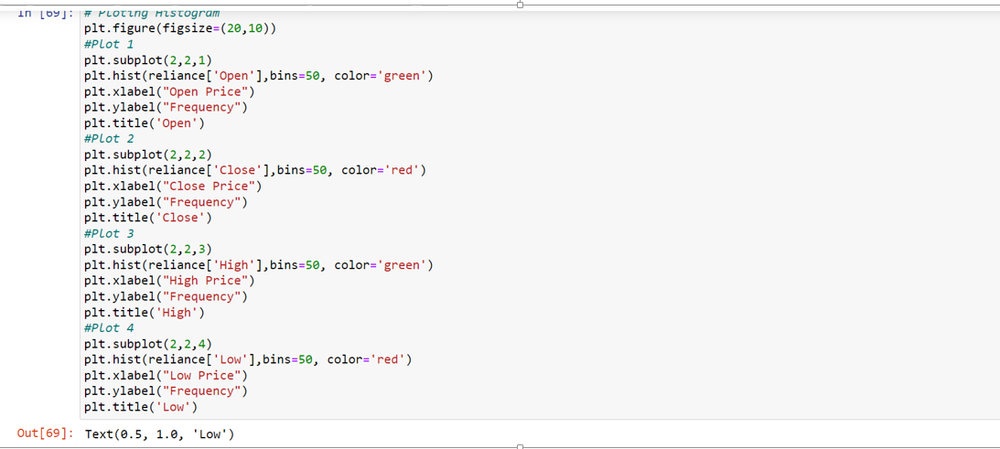 In [69]: # Ploting Histogram
plt.figure(figsize=(20,10))
#Plot 1
plt.subplot(2,2,1)
plt.hist(reliance['Open'],bins=50, color='green')
plt.xlabel("Open Price")
plt.ylabel("Frequency")
plt.title('Open')
#Plot 2
plt.subplot(2,2,2)
plt.hist(reliance['Close'],bins=50, color='red')
plt.xlabel("Close Price")
plt.ylabel("Frequency")
plt.title('Close')
#Plot 3
plt.subplot(2,2,3)
plt.hist(reliance['High'],bins=50, color='green')
plt.xlabel("High Price")
plt.ylabel("Frequency")
plt.title('High')
#Plot 4
plt.subplot(2,2,4)
plt.hist(reliance['Low'],bins=50, color='red')
plt.xlabel("Low Price")
plt.ylabel("Frequency")
plt.title('Low')
Out[69]: Text(0.5, 1.0, 'Low')